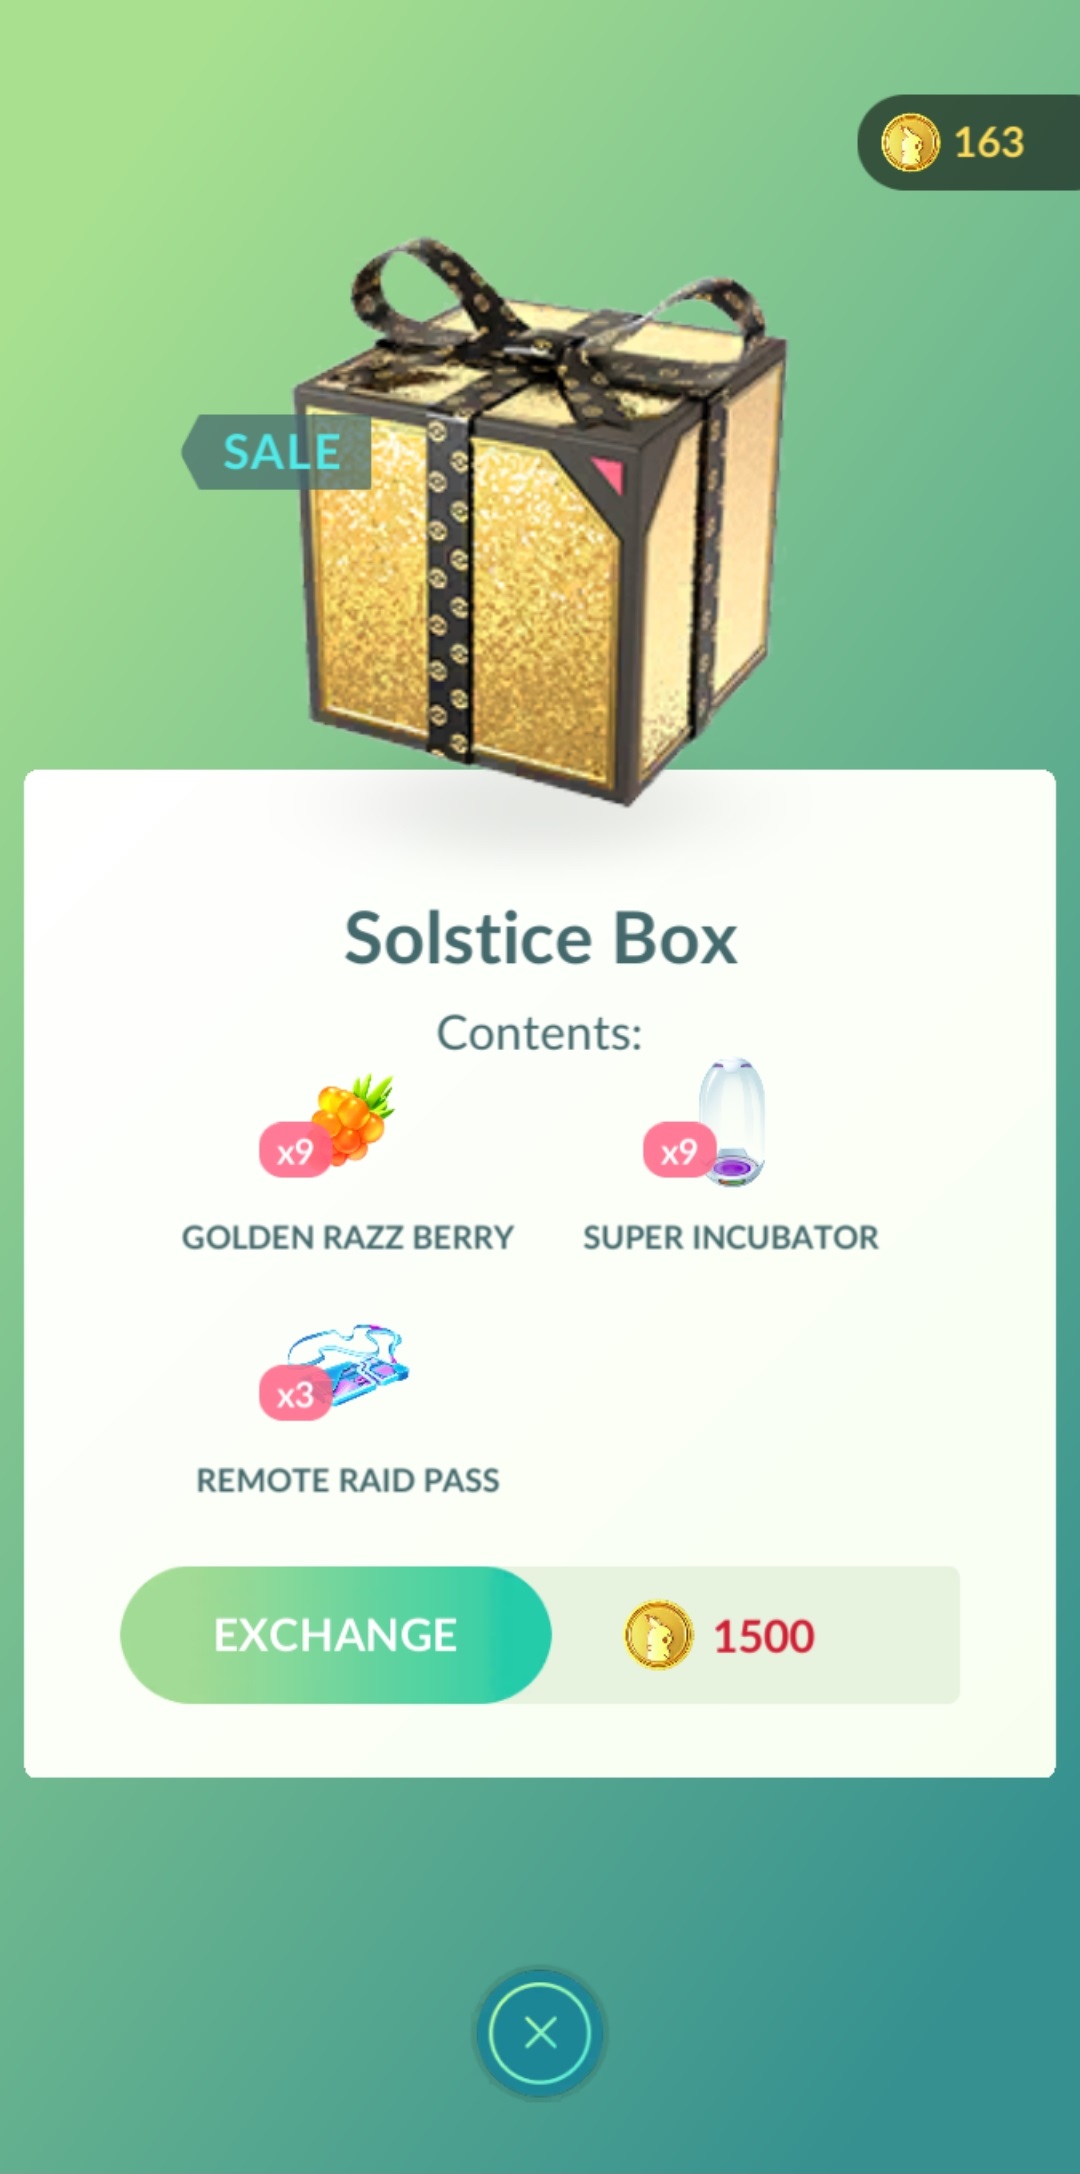 163
SALE
Solstice Box
Contents:
x9
x9
GOLDEN RAZZ BERRY
SUPER INCUBATOR
x3
REMOTE RAID PASS
EXCHANGE
1500